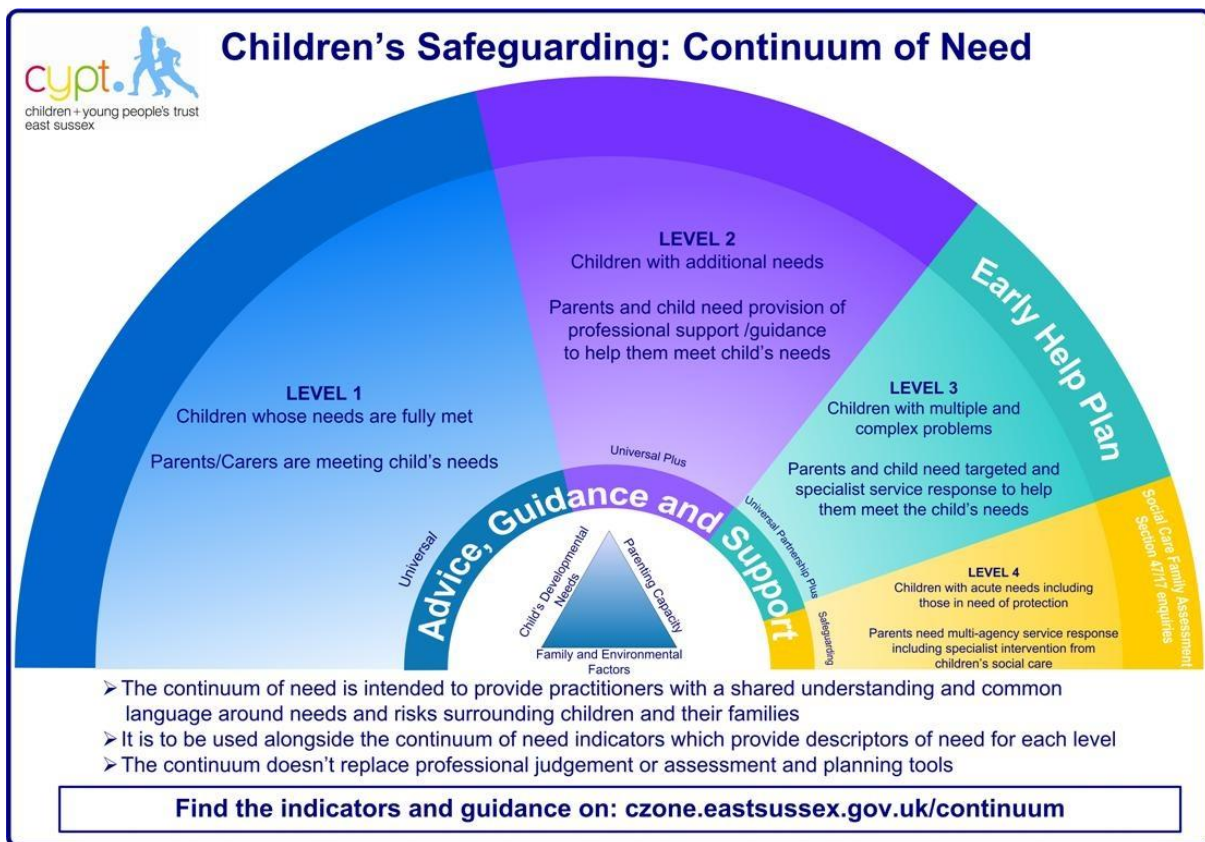 Children’s Safeguarding: Continuum of Need
cypt.
children+young people's trust
east sussex
LEVEL 1
Children whose needs are fully met
Parents/Carers are meeting child’s needs
LEVEL 2
Children with additional needs
Parents and child need provision of
professional support /guidance
to help them meet child’s needs
Early Help Plan
LEVEL 3
Children with multiple and
complex problems
Parents and child need targeted and
specialist service response to help
them meet the child’s needs
Social Care Family Assessment
Section 47/17 enquiries
LEVEL 4
Children with acute needs including
those in need of protection
Parents need multi-agency service response
including specialist intervention from
children’s social care
Universal
Universal Plus
Universal Partnership Plus
Safeguarding
Advice, Guidance and Support
Child’s Developmental
Needs
Parenting Capacity
Family and Environmental
Factors
➢ The continuum of need is intended to provide practitioners with a shared understanding and common
language around needs and risks surrounding children and their families
➢ It is to be used alongside the continuum of need indicators which provide descriptors of need for each level
➢ The continuum doesn’t replace professional judgement or assessment and planning tools
Find the indicators and guidance on: czone.eastsussex.gov.uk/continuum